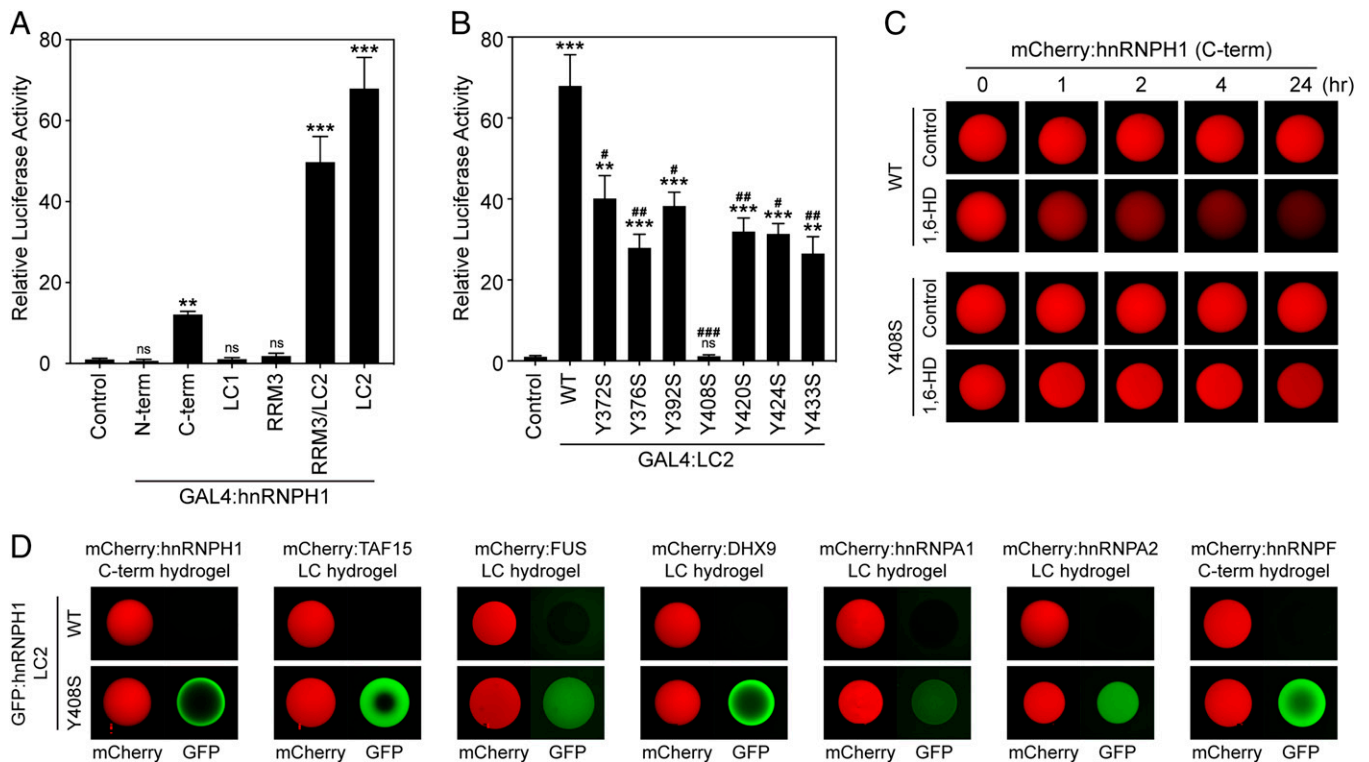 A
Relative Luciferase Activity
80
60
40
20
0
ns
**
ns
ns
***
***
Control
N-term
C-term
LC1
RRM3
RRM3/LC2
LC2
GAL4:hnRNPH1
B
Relative Luciferase Activity
80
60
40
20
0
***
#
**
##
***
#
***
###
ns
##
***
#
***
##
**
Control
WT
Y372S
Y376S
Y392S
Y408S
Y420S
Y424S
Y433S
GAL4:LC2
C
mCherry:hnRNPH1 (C-term)
0 1 2 4 24 (hr)
WT
Control
1,6-HD
Y408S
Control
1,6-HD
D
mCherry:hnRNPH1
C-term hydrogel
mCherry:TAF15
LC hydrogel
mCherry:FUS
LC hydrogel
mCherry:DHX9
LC hydrogel
mCherry:hnRNPA1
LC hydrogel
mCherry:hnRNPA2
LC hydrogel
mCherry:hnRNPF
C-term hydrogel
GFP:hnRNPH1
LC2
WT
Y408S
mCherry GFP
mCherry GFP
mCherry GFP
mCherry GFP
mCherry GFP
mCherry GFP
mCherry GFP